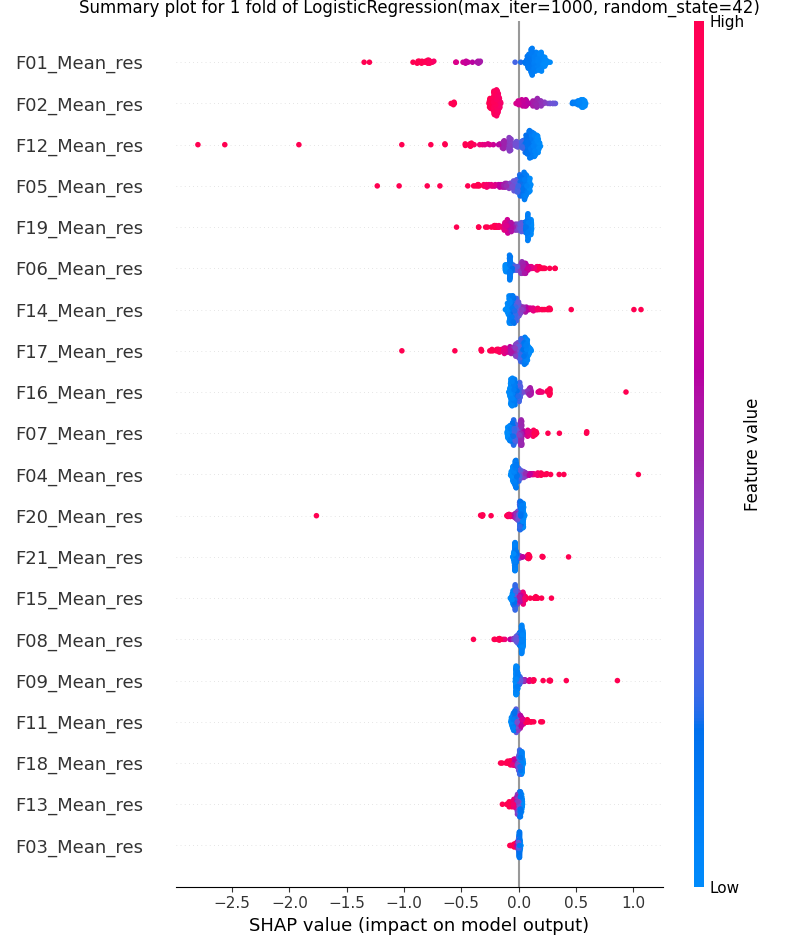 Summary plot for 1 fold of LogisticRegression(max_iter=1000, random_state=42)
High
F01_Mean_res
F02_Mean_res
F12_Mean_res
F05_Mean_res
F19_Mean_res
F06_Mean_res
F14_Mean_res
F17_Mean_res
F16_Mean_res
F07_Mean_res
F04_Mean_res
F20_Mean_res
F21_Mean_res
F15_Mean_res
F08_Mean_res
F09_Mean_res
F11_Mean_res
F18_Mean_res
F13_Mean_res
F03_Mean_res
Feature value
Low
−2.5 −2.0 −1.5 −1.0 −0.5 0.0 0.5 1.0
SHAP value (impact on model output)